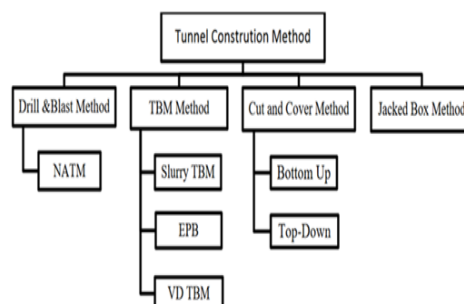 Tunnel Constrution Method
Drill &Blast Method
TBM Method
Cut and Cover Method
Jacked Box Method
NATM
Slurry TBM
Bottom Up
EPB
Top-Down
VD TBM